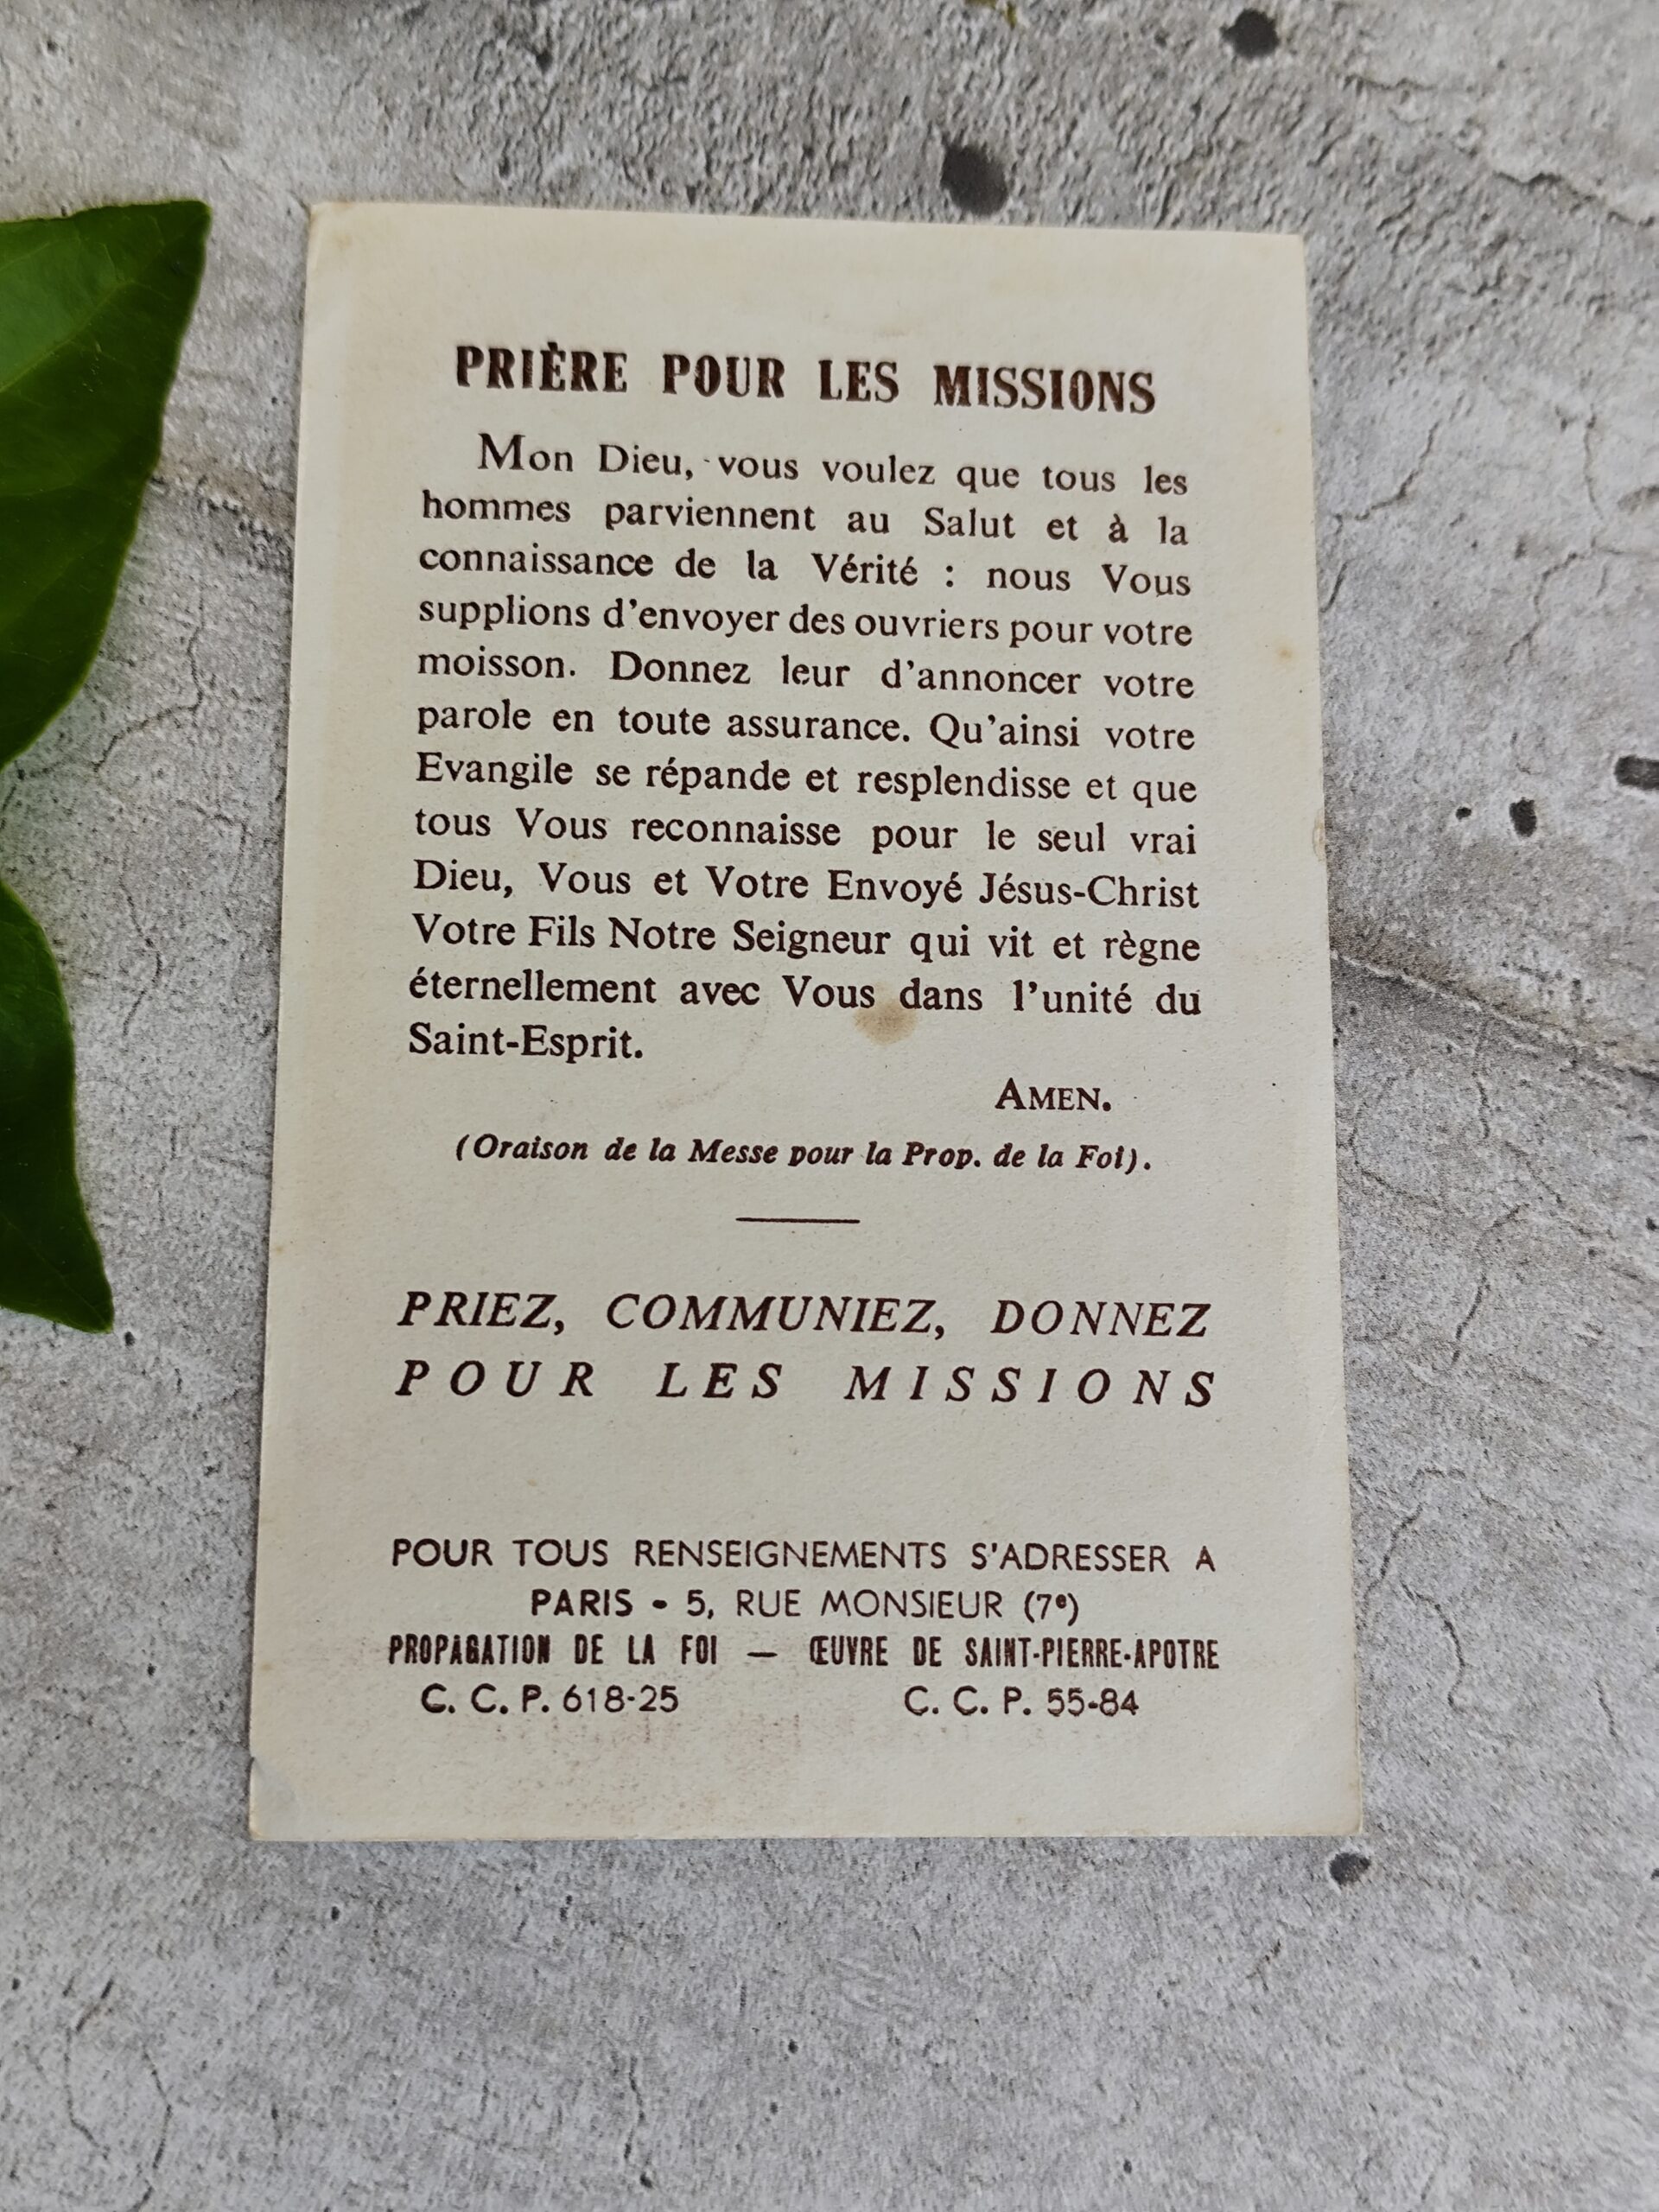 PRIÈRE POUR LES MISSIONS
Mon Dieu, vous voulez que tous les
hommes parviennent au Salut et à la
connaissance de la Vérité : nous Vous
supplions d'envoyer des ouvriers pour votre
moisson. Donnez leur d'annoncer votre
parole en toute assurance. Qu'ainsi votre
Evangile se répande et resplendisse et que
tous Vous reconnaisse pour le seul vrai
Dieu, Vous et Votre Envoyé Jésus-Christ
Votre Fils Notre Seigneur qui vit et règne
éternellement avec Vous dans l'unité du
Saint-Esprit.
AMEN.
(Oraison de la Messe pour la Prop. de la Foi).
PRIEZ, COMMUNIEZ, DONNEZ
POUR LES MISSIONS
POUR TOUS RENSEIGNEMENTS S'ADRESSER A
PARIS - 5, RUE MONSIEUR (7e)
PROPAGATION DE LA FOI — ŒUVRE DE SAINT-PIERRE-APOTRE
C. C. P. 618-25 C. C. P. 55-84